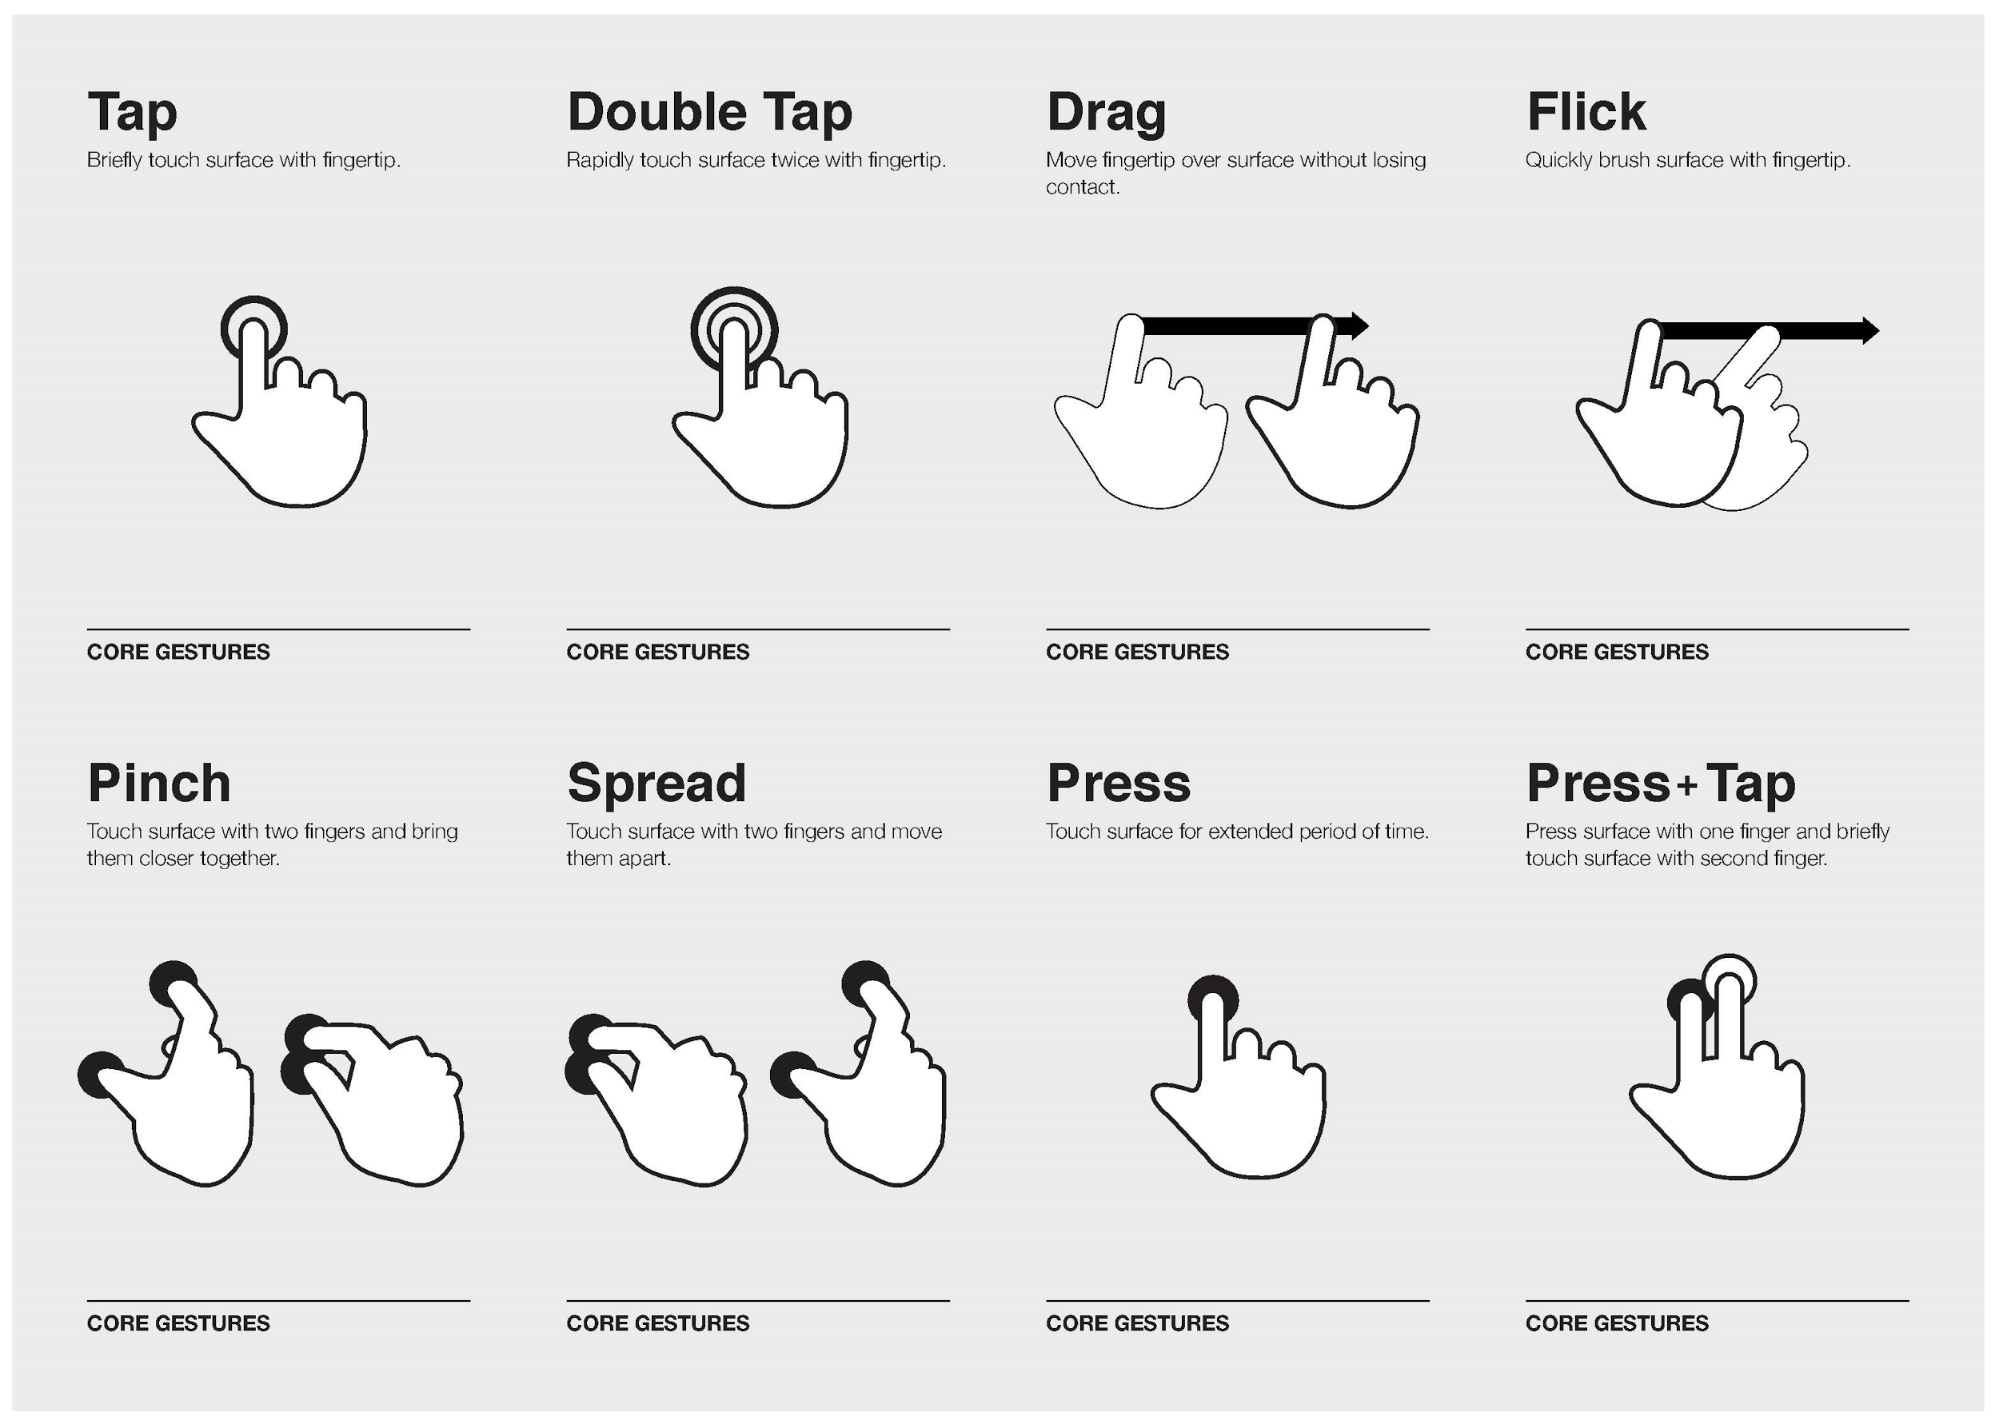 Tap
Briefly touch surface with fingertip.
CORE GESTURES
Double Tap
Rapidly touch surface twice with fingertip.
CORE GESTURES
Drag
Move fingertip over surface without losing
contact.
CORE GESTURES
Flick
Quickly brush surface with fingertip.
CORE GESTURES
Pinch
Touch surface with two fingers and bring
them closer together.
CORE GESTURES
Spread
Touch surface with two fingers and move
them apart.
CORE GESTURES
Press
Touch surface for extended period of time.
CORE GESTURES
Press+Tap
Press surface with one finger and briefly
touch surface with second finger.
CORE GESTURES